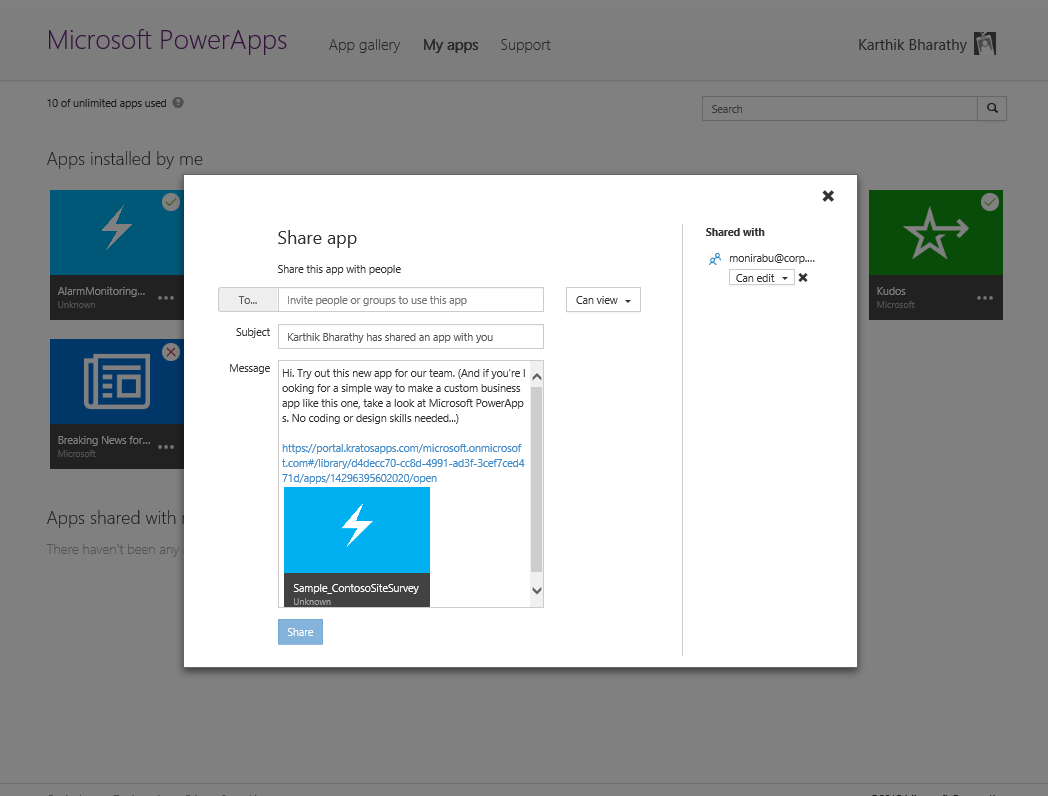 Microsoft PowerApps
App gallery
My apps
Support
Karthik Bharathy
10 of unlimited apps used
Search
Apps installed by me
AlarmMonitoring...
Unknown
Kudos
Microsoft
Breaking News for...
Microsoft
Apps shared with
There haven't been any
Share app
Share this app with people
To...
Invite people or groups to use this app
Can view
Subject
Karthik Bharathy has shared an app with you
Message
Hi. Try out this new app for our team. (And if you're l
ooking for a simple way to make a custom business
app like this one, take a look at Microsoft PowerApp
s. No coding or design skills needed...)
https://portal.kratosapps.com/microsoft.onmicrosof
t.com#/library/d4decc70-cc8d-4991-ad3f-3cef7ced4
71d/apps/14296395602020/open
Sample_ContosoSiteSurvey
Unknown
Share
Shared with
monirabu@corp....
Can edit